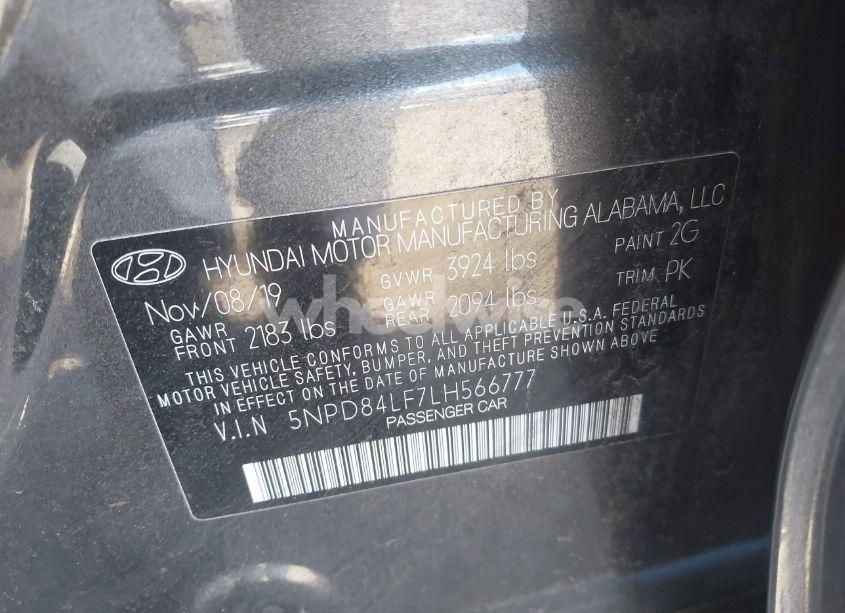 MANUFACTURED BY
HYUNDAI MOTOR MANUFACTURING ALABAMA, LLC
Nov/08/19 GVWR 3924 lbs PAINT 2G
GAWR FRONT 2183 lbs GAWR REAR 2094 lbs TRIM PK
THIS VEHICLE CONFORMS TO ALL APPLICABLE U.S.A. FEDERAL
MOTOR VEHICLE SAFETY, BUMPER, AND THEFT PREVENTION STANDARDS
IN EFFECT ON THE DATE OF MANUFACTURE SHOWN ABOVE
V.I.N 5NPD84LF7LH566777
PASSENGER CAR